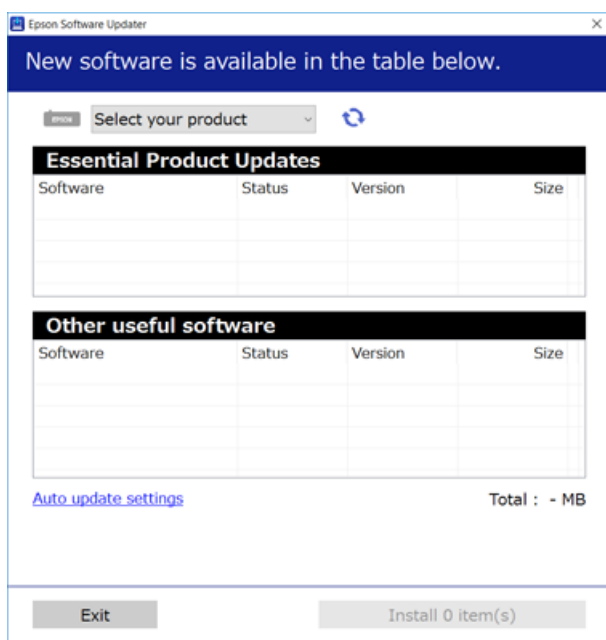 Epson Software Updater
New software is available in the table below.
EPSON Select your product
Essential Product Updates
Software Status Version Size
Other useful software
Software Status Version Size
Auto update settings Total : - MB
Exit Install 0 item(s)